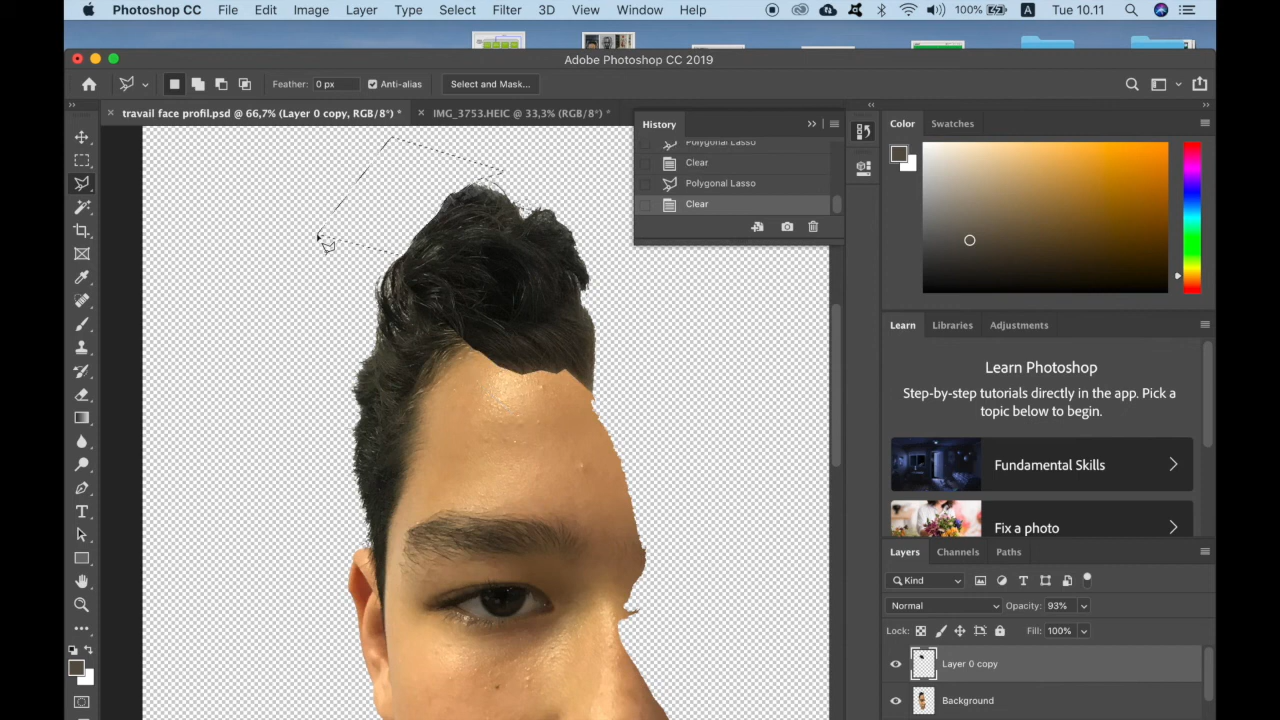 Photoshop CC File Edit Image Layer Type Select Filter 3D View Window Help 100% A Tue 10.11
Adobe Photoshop CC 2019
Feather: 0 px Anti-alias Select and Mask...
travail face profil.psd @ 66,7% (Layer 0 copy, RGB/8*) * IMG_3753.HEIC @ 33,3% (RGB/8*) *
History
Polygonal Lasso
Clear
Polygonal Lasso
Clear
Color Swatches
Learn Libraries Adjustments
Learn Photoshop
Step-by-step tutorials directly in the app. Pick a
topic below to begin.
Fundamental Skills
Fix a photo
Layers Channels Paths
Kind
Normal Opacity: 93%
Lock: Fill: 100%
Layer 0 copy
Background